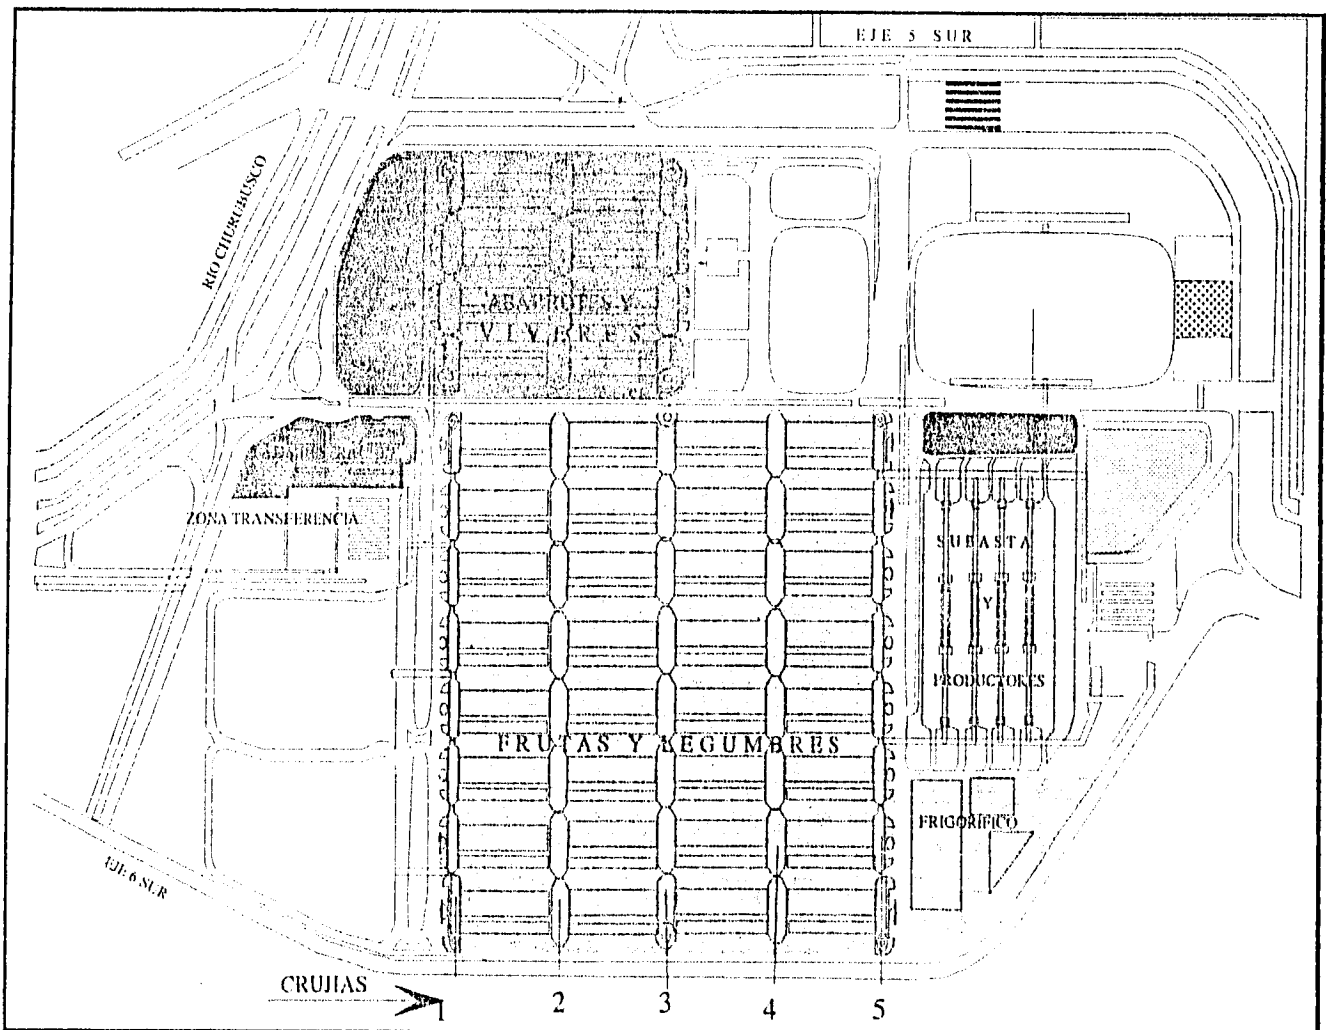 EJE 5 SUR
RIO CHURUBUSCO
ABARROTES Y
VIVERES
ZONA TRANSFERENCIA
SUBASTA
Y
PRODUCTORES
FRUTAS Y LEGUMBRES
FRIGORÍFICO
EJE 6 SUR
CRUJIAS
1 2 3 4 5